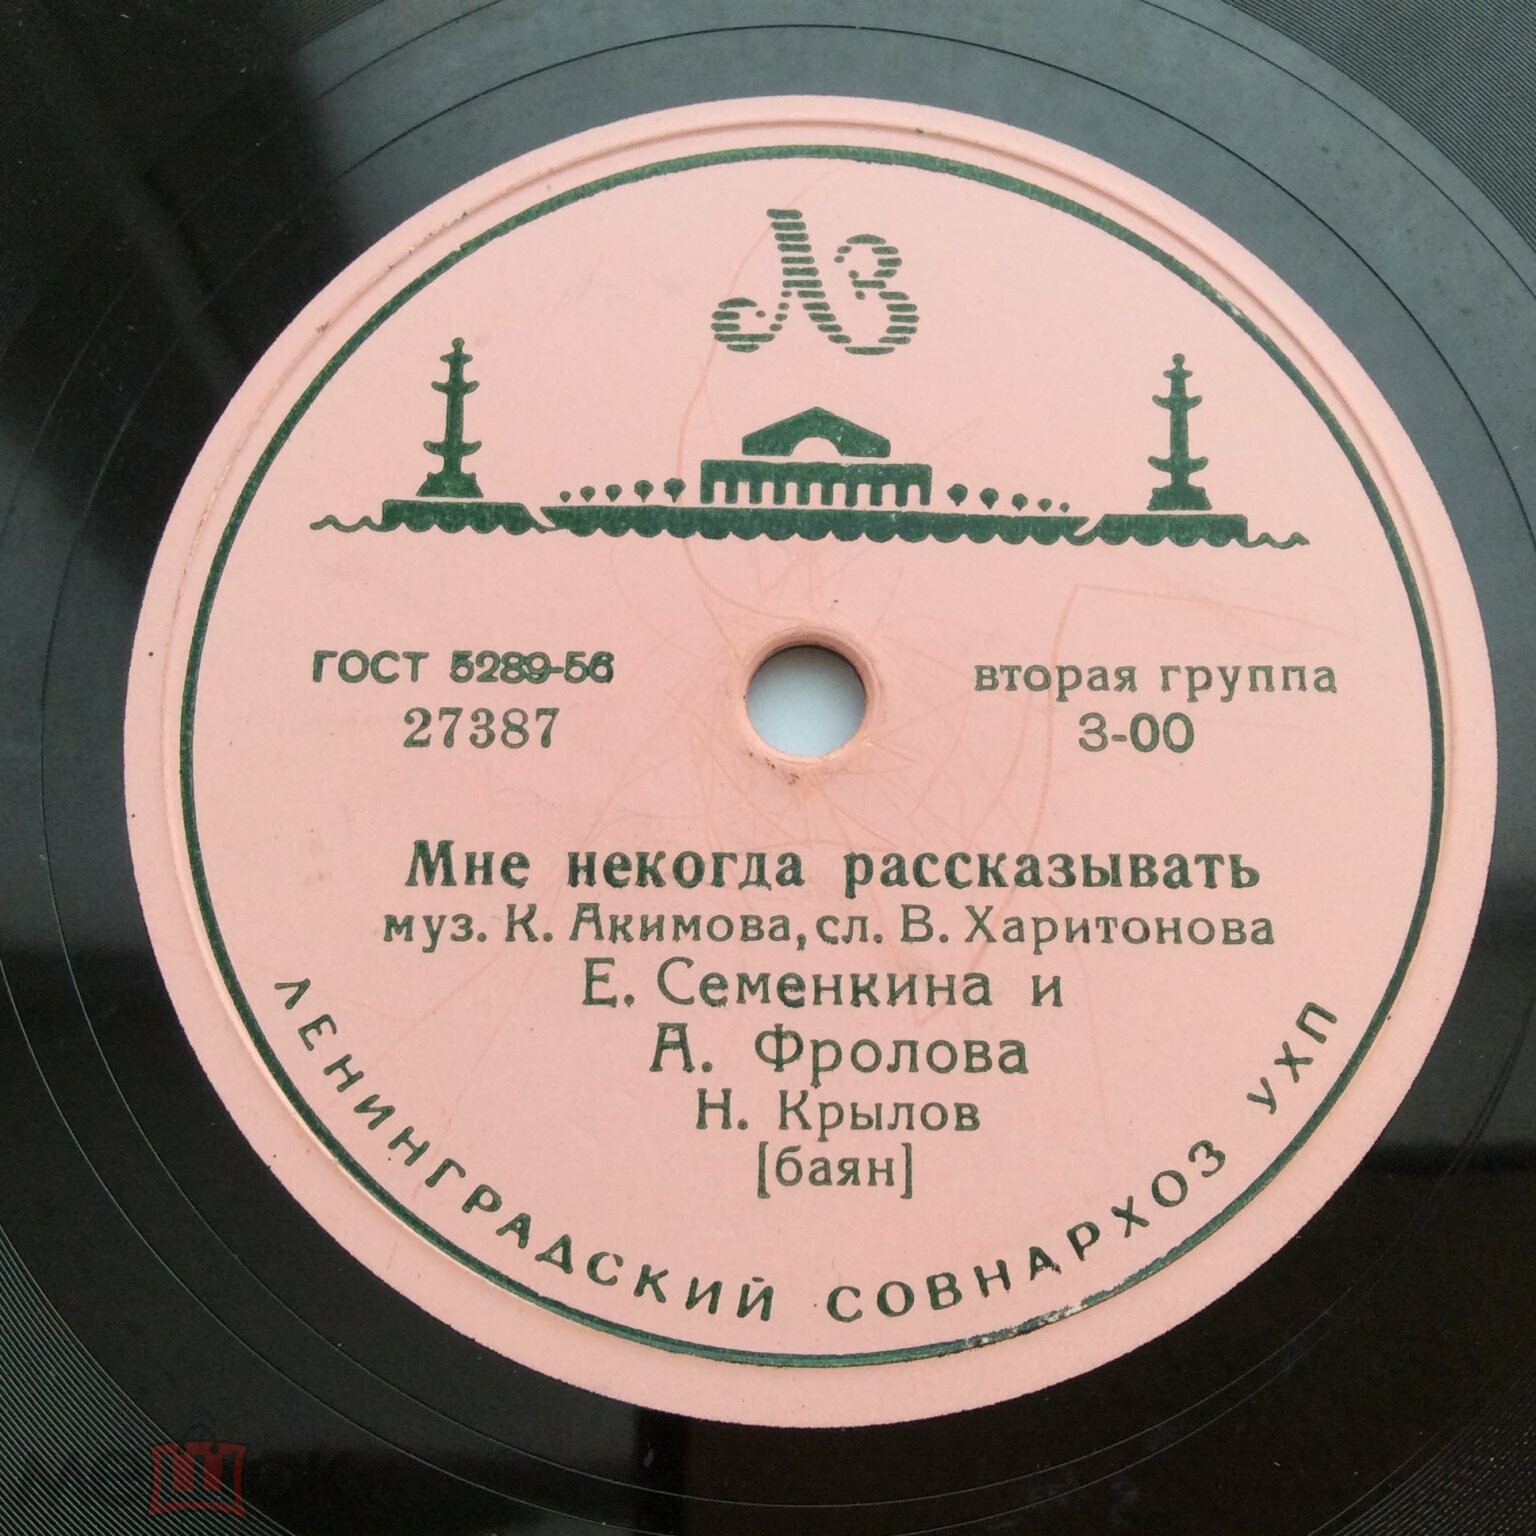 ЛЗ
ГОСТ 5289-56
27387
вторая группа
3-00
Мне некогда рассказывать
муз. К. Акимова, сл. В. Харитонова
Е. Семенкина и
А. Фролова
Н. Крылов
[баян]
ЛЕНИНГРАДСКИЙ СОВНАРХОЗ УХП